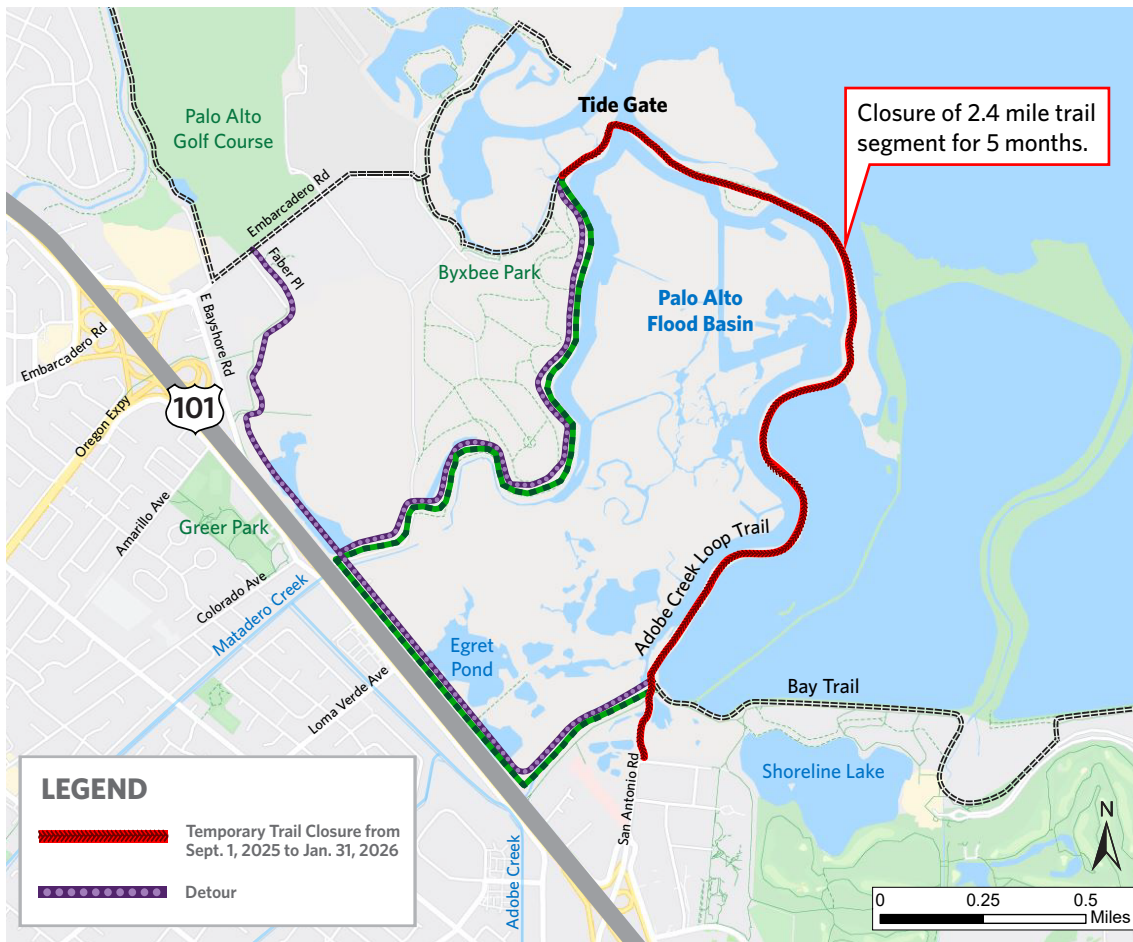 Tide Gate
Closure of 2.4 mile trail
segment for 5 months.
Palo Alto
Golf Course
Embarcadero Rd
Faber Pl
Byxbee Park
E Bayshore Rd
Palo Alto
Flood Basin
Embarcadero Rd
101
Oregon Expy
Amarillo Ave
Greer Park
Colorado Ave
Matadero Creek
Adobe Creek Loop Trail
Egret
Pond
Loma Verde Ave
Bay Trail
San Antonio Rd
Shoreline Lake
Adobe Creek
LEGEND
Temporary Trail Closure from
Sept. 1, 2025 to Jan. 31, 2026
Detour
N
0 0.25 0.5
Miles